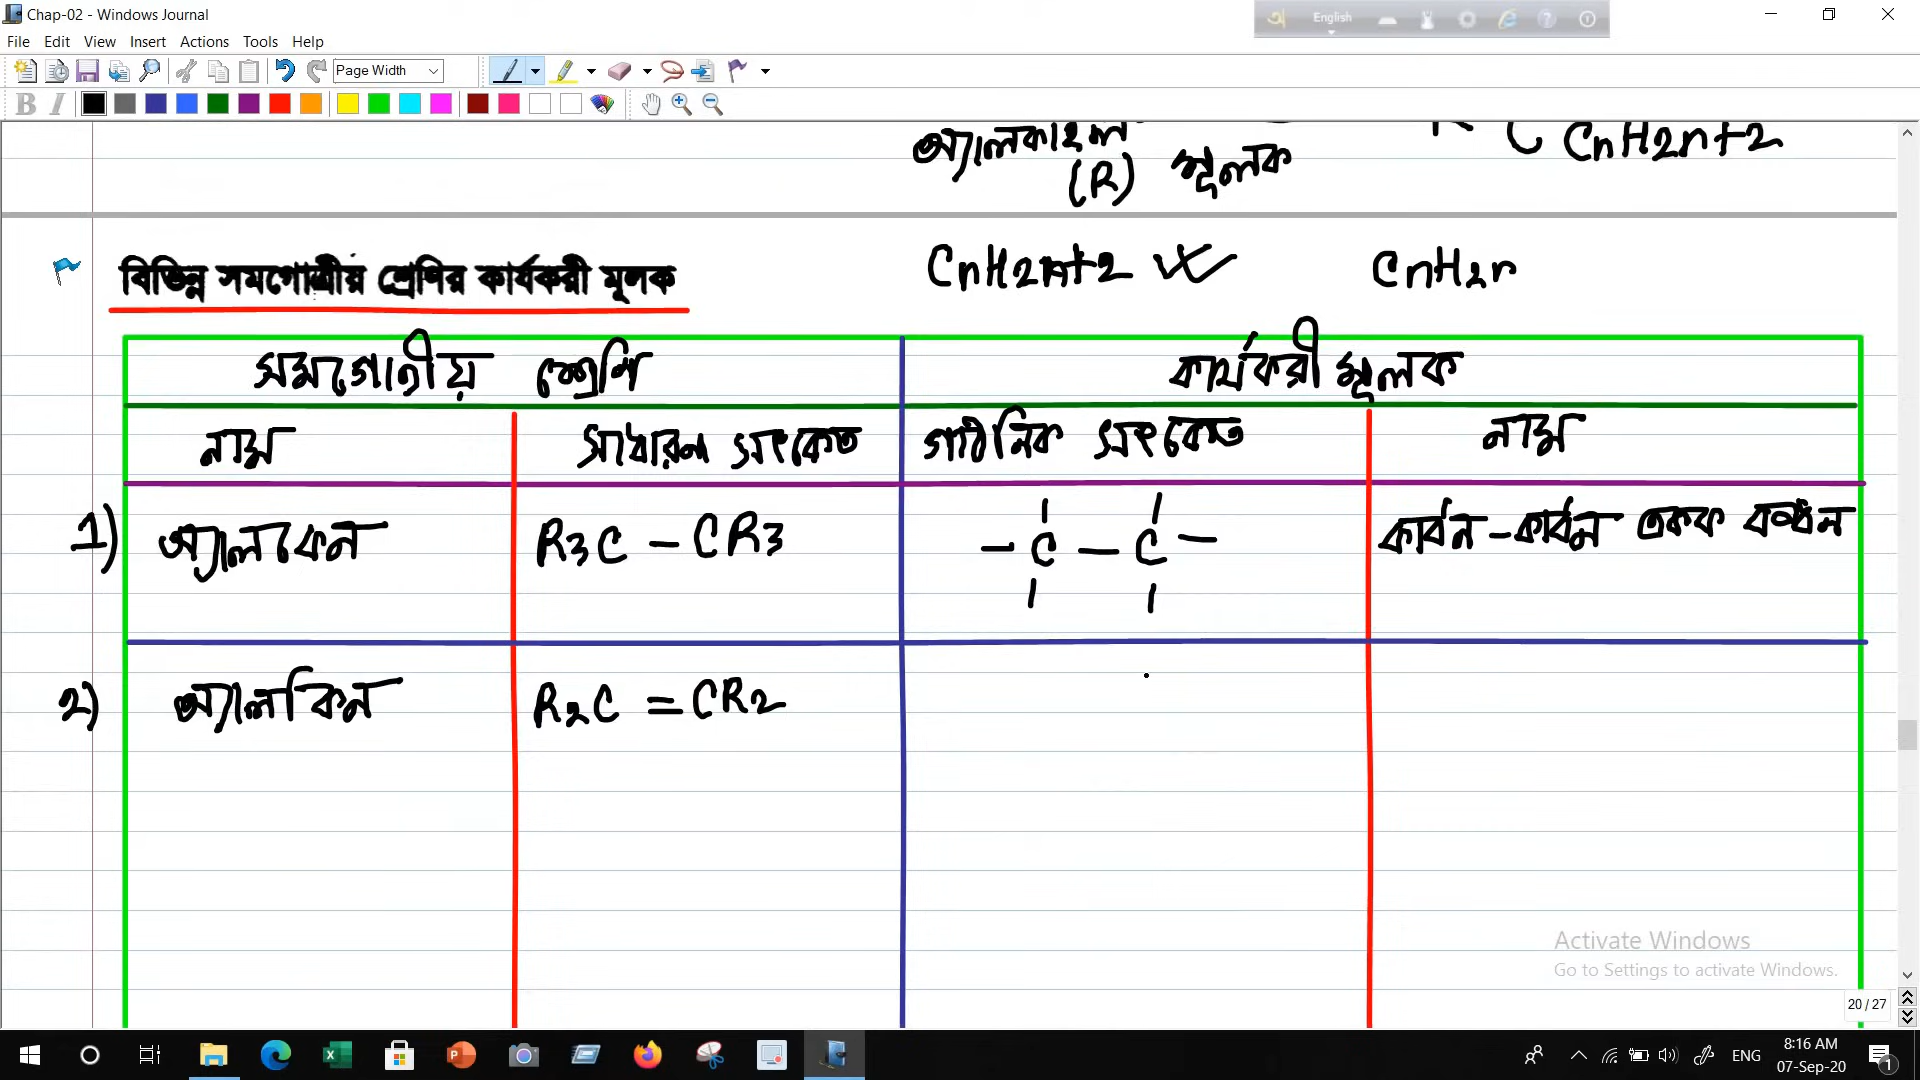 Chap-02 - Windows Journal
English
File Edit View Insert Actions Tools Help
Page Width
B I
অ্যালকাইল
CnH2n+2
(R) মূলক
বিভিন্ন সমগোত্রীয় শ্রেণির কার্যকরী মূলক
CnH2n+2 CnH2n
সমগোত্রীয় শ্রেণি কার্যকরী মূলক
নাম সাধারন সংকেত গাঠনিক সংকেত নাম
1) অ্যালকেন R3C - CR3 - C - C - কার্বন - কার্বন একক বন্ধন
2) অ্যালকিন R2C = CR2
Activate Windows
Go to Settings to activate Windows.
20 / 27
ENG
8:16 AM
07-Sep-20
1